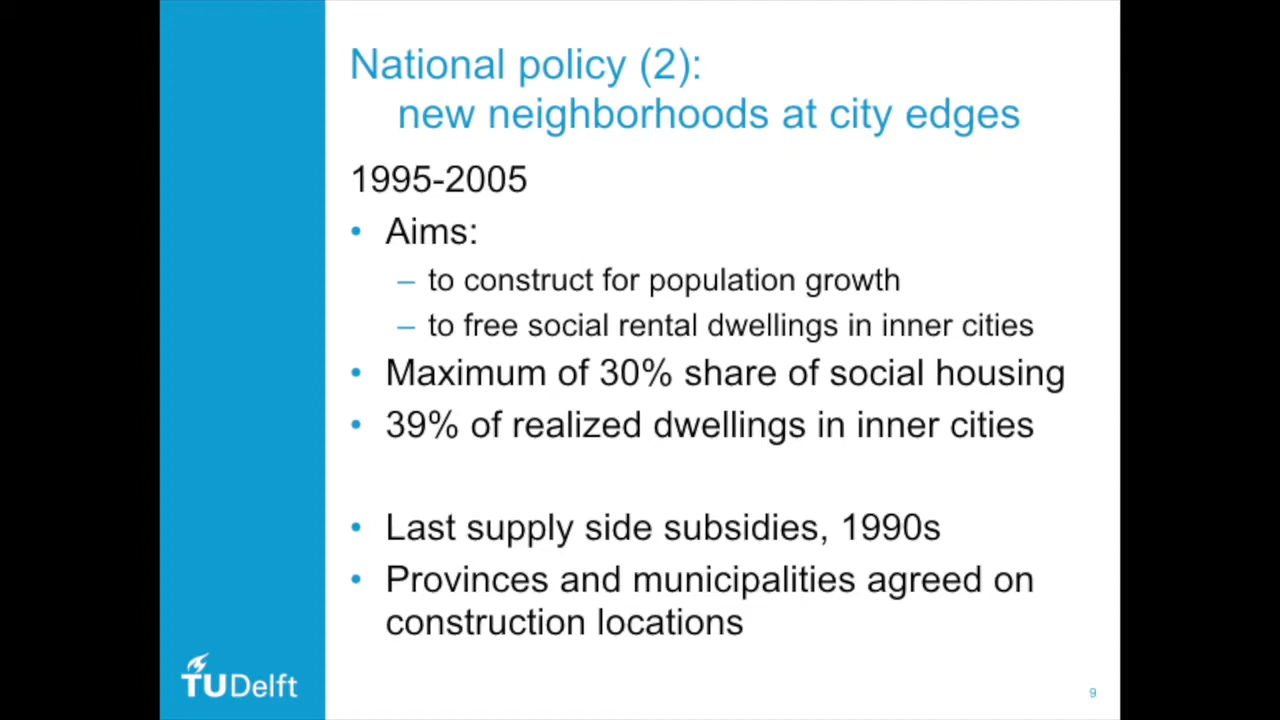 National policy (2):
new neighborhoods at city edges
1995-2005
• Aims:
– to construct for population growth
– to free social rental dwellings in inner cities
• Maximum of 30% share of social housing
• 39% of realized dwellings in inner cities
• Last supply side subsidies, 1990s
• Provinces and municipalities agreed on
construction locations
TUDelft
9